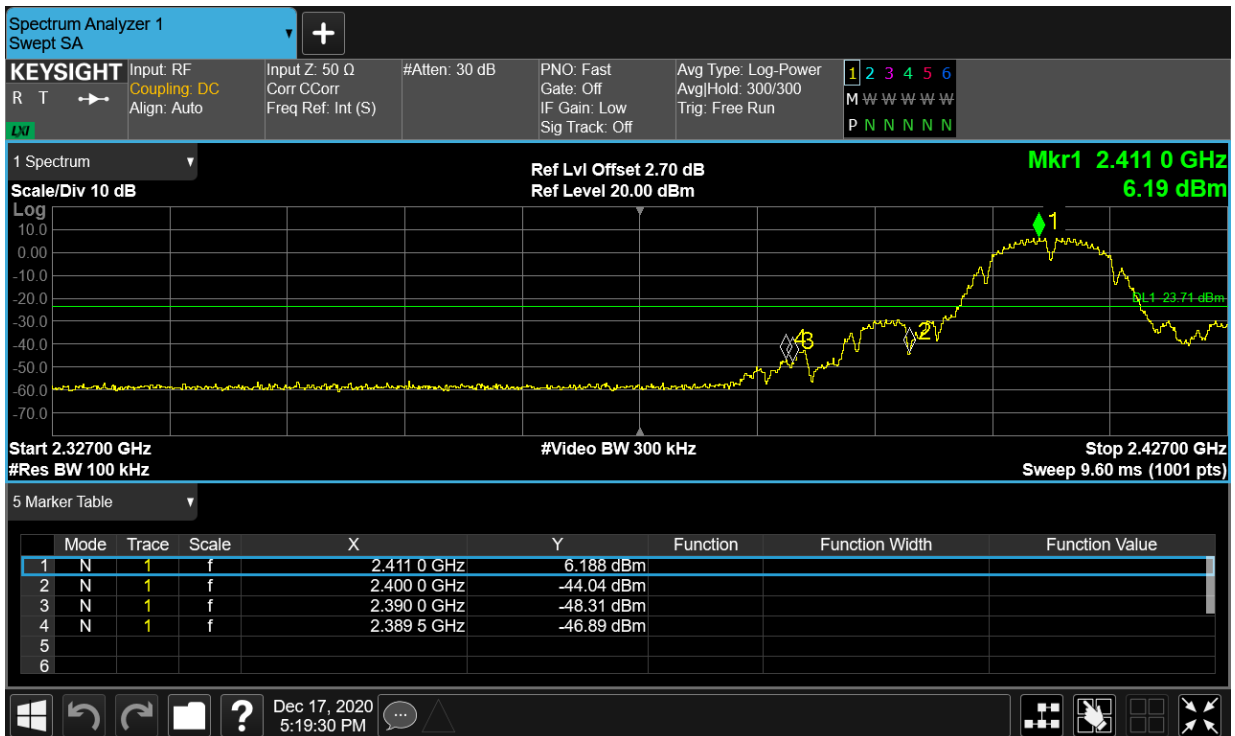 Spectrum Analyzer 1
Swept SA
KEYSIGHT Input: RF Input Z: 50 Ω #Atten: 30 dB PNO: Fast Avg Type: Log-Power 1 2 3 4 5 6
R T Coupling: DC Corr CCorr Gate: Off Avg|Hold: 300/300 M W W W W W
Align: Auto Freq Ref: Int (S) IF Gain: Low Trig: Free Run
LXI Sig Track: Off P N N N N N
1 Spectrum Ref Lvl Offset 2.70 dB Mkr1 2.411 0 GHz
Scale/Div 10 dB Ref Level 20.00 dBm 6.19 dBm
Log
10.0
0.00
-10.0
-20.0
-30.0
-40.0
-50.0
-60.0
-70.0
1
DL1 -23.71 dBm
2
4
3
Start 2.32700 GHz #Video BW 300 kHz Stop 2.42700 GHz
#Res BW 100 kHz Sweep 9.60 ms (1001 pts)
5 Marker Table
Mode Trace Scale X Y Function Function Width Function Value
1 N 1 f 2.411 0 GHz 6.188 dBm
2 N 1 f 2.400 0 GHz -44.04 dBm
3 N 1 f 2.390 0 GHz -48.31 dBm
4 N 1 f 2.389 5 GHz -46.89 dBm
5
6
? Dec 17, 2020
5:19:30 PM